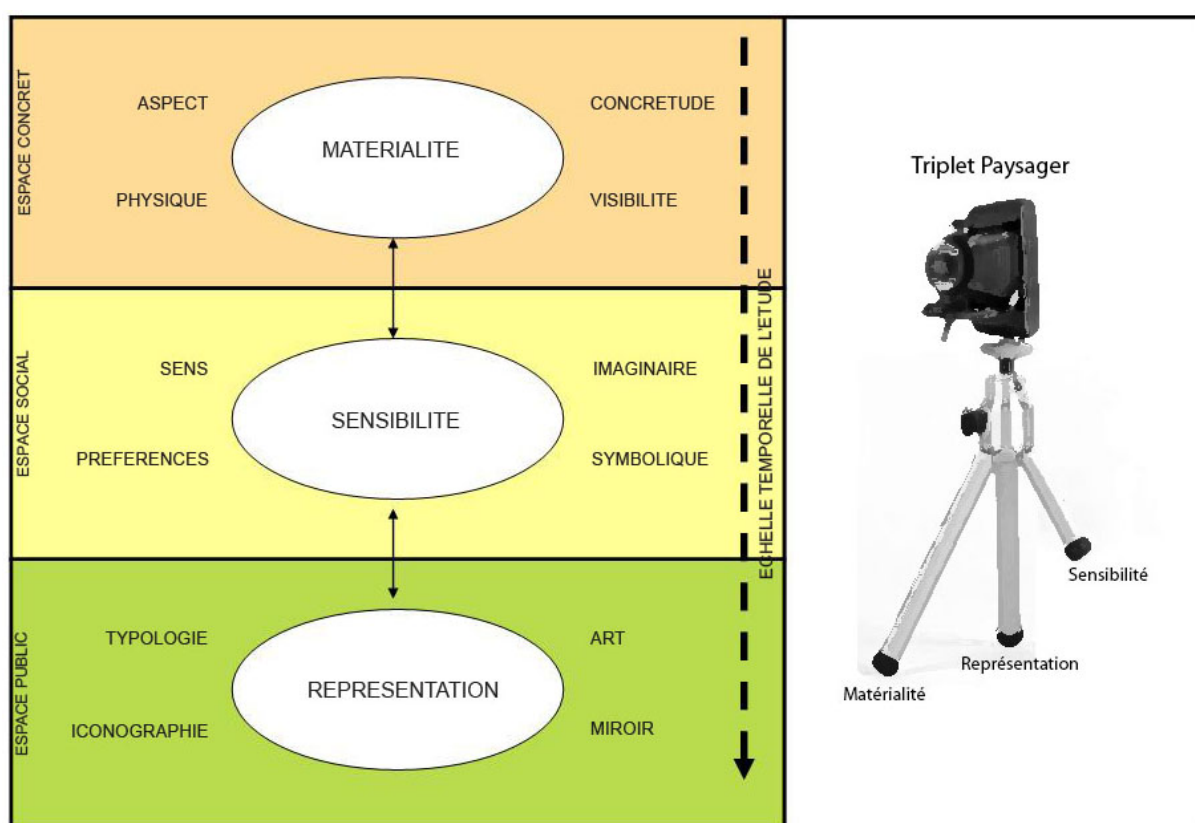 ESPACE CONCRET
ASPECT
CONCRETUDE
MATERIALITE
PHYSIQUE
VISIBILITE
ESPACE SOCIAL
SENS
IMAGINAIRE
SENSIBILITE
PREFERENCES
SYMBOLIQUE
ESPACE PUBLIC
TYPOLOGIE
ART
REPRESENTATION
ICONOGRAPHIE
MIROIR
ECHELLE TEMPORELLE DE L'ETUDE
Triplet Paysager
Sensibilité
Représentation
Matérialité